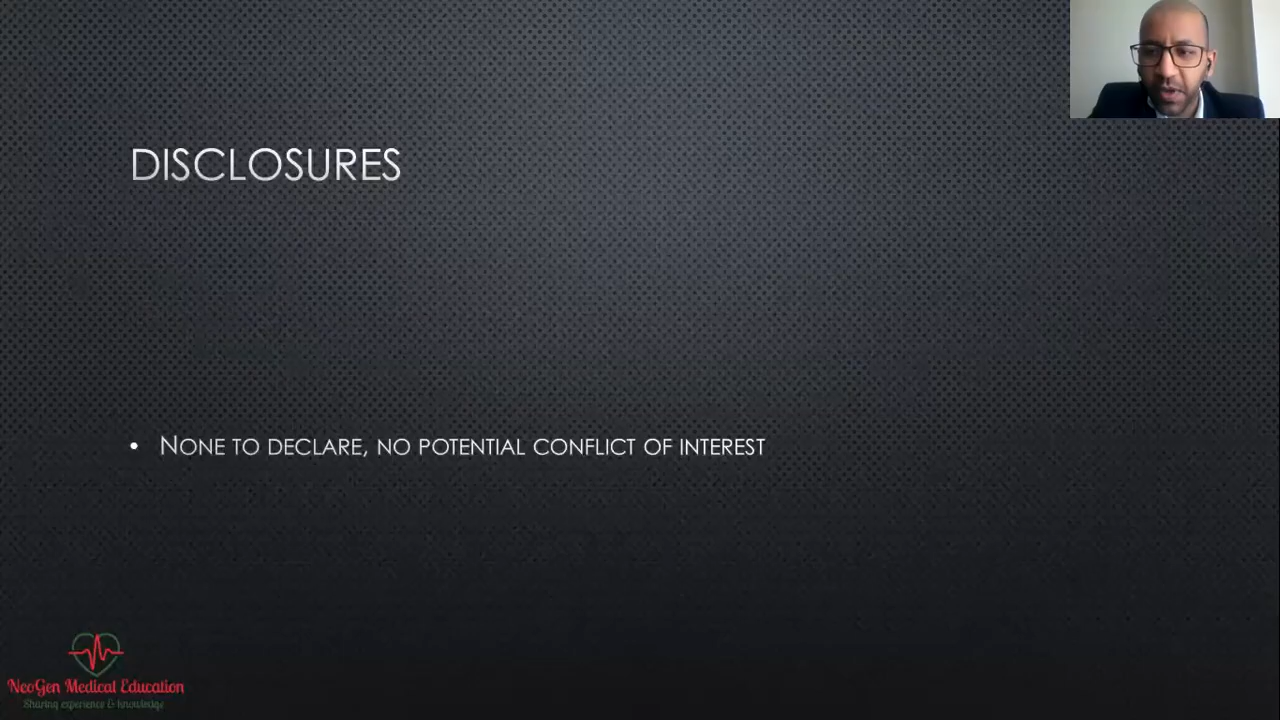 DISCLOSURES
• NONE TO DECLARE, NO POTENTIAL CONFLICT OF INTEREST
NeoGen Medical Education
Sharing experience & knowledge